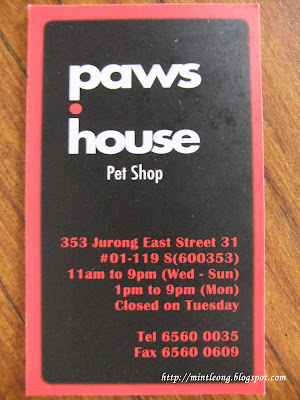 paws
house
Pet Shop
353 Jurong East Street 31
#01-119 S(600353)
11am to 9pm (Wed - Sun)
1pm to 9pm (Mon)
Closed on Tuesday
Tel 6560 0035
Fax 6560 0609
http://mintleong.blogspot.com